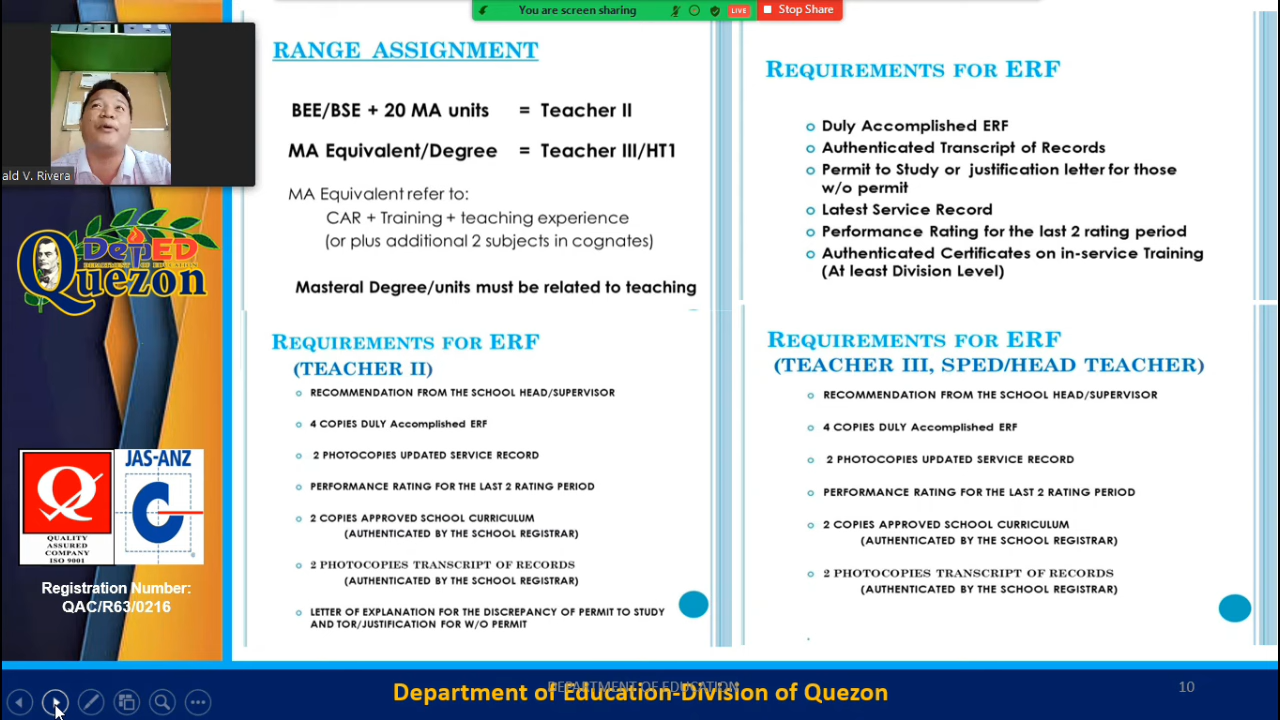 You are screen sharing
LIVE
Stop Share
ald V. Rivera
DepED
DEPARTMENT OF EDUCATION
Quezon
QUALITY
ASSURED
COMPANY
ISO 9001
JAS-ANZ
Registration Number:
QAC/R63/0216
RANGE ASSIGNMENT
BEE/BSE + 20 MA units = Teacher II
MA Equivalent/Degree = Teacher III/HT1
MA Equivalent refer to:
CAR + Training + teaching experience
(or plus additional 2 subjects in cognates)
Masteral Degree/units must be related to teaching
REQUIREMENTS FOR ERF
Duly Accomplished ERF
Authenticated Transcript of Records
Permit to Study or justification letter for those
w/o permit
Latest Service Record
Performance Rating for the last 2 rating period
Authenticated Certificates on in-service Training
(At least Division Level)
REQUIREMENTS FOR ERF
(TEACHER II)
RECOMMENDATION FROM THE SCHOOL HEAD/SUPERVISOR
4 COPIES DULY Accomplished ERF
2 PHOTOCOPIES UPDATED SERVICE RECORD
PERFORMANCE RATING FOR THE LAST 2 RATING PERIOD
2 COPIES APPROVED SCHOOL CURRICULUM
(AUTHENTICATED BY THE SCHOOL REGISTRAR)
2 PHOTOCOPIES TRANSCRIPT OF RECORDS
(AUTHENTICATED BY THE SCHOOL REGISTRAR)
LETTER OF EXPLANATION FOR THE DISCREPANCY OF PERMIT TO STUDY
AND TOR/JUSTIFICATION FOR W/O PERMIT
REQUIREMENTS FOR ERF
(TEACHER III, SPED/HEAD TEACHER)
RECOMMENDATION FROM THE SCHOOL HEAD/SUPERVISOR
4 COPIES DULY Accomplished ERF
2 PHOTOCOPIES UPDATED SERVICE RECORD
PERFORMANCE RATING FOR THE LAST 2 RATING PERIOD
2 COPIES APPROVED SCHOOL CURRICULUM
(AUTHENTICATED BY THE SCHOOL REGISTRAR)
2 PHOTOCOPIES TRANSCRIPT OF RECORDS
(AUTHENTICATED BY THE SCHOOL REGISTRAR)
DEPARTMENT OF EDUCATION
Department of Education-Division of Quezon
10